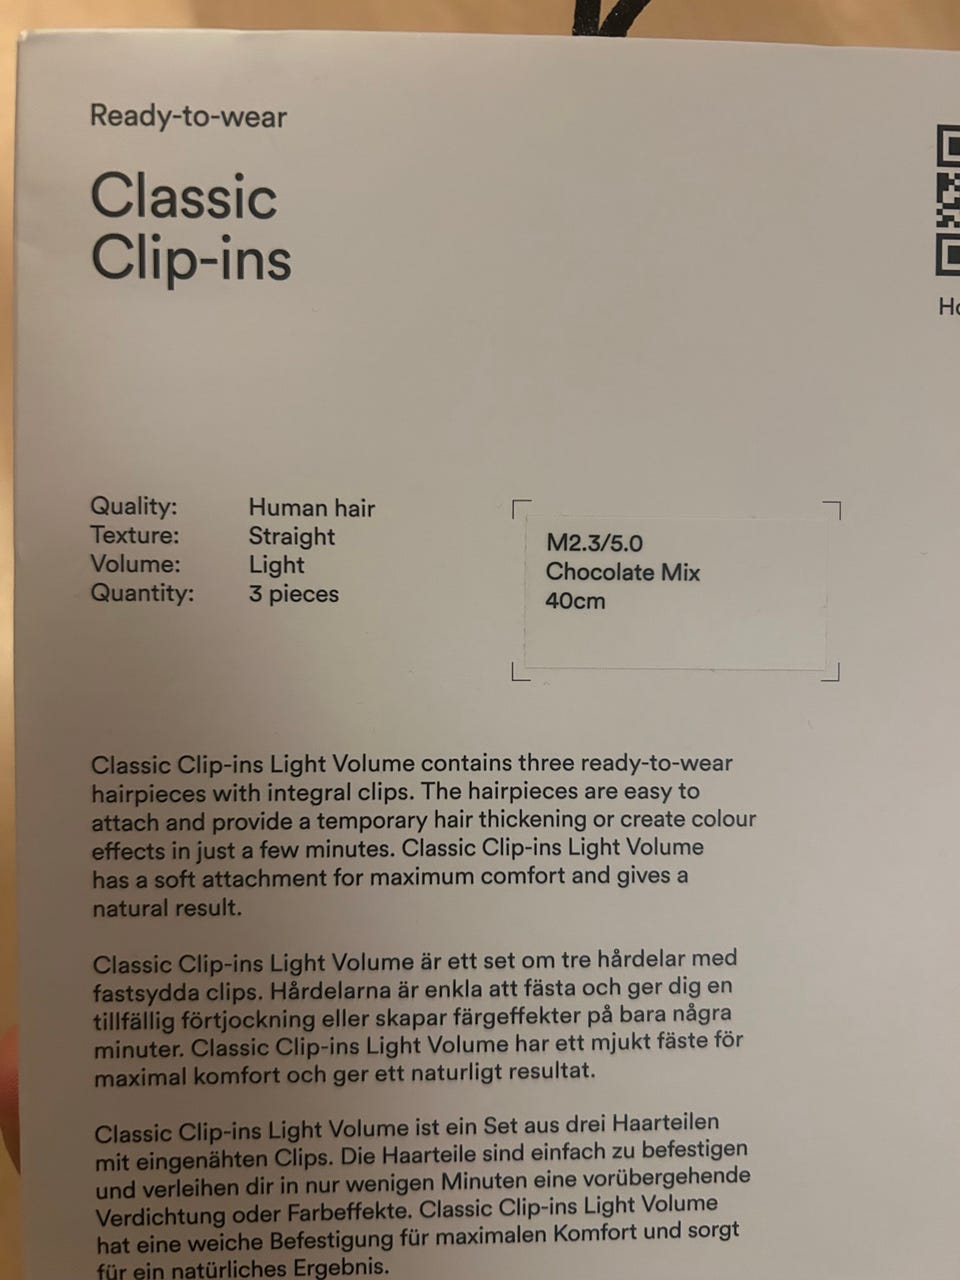 Ready-to-wear
Classic
Clip-ins
Quality: Human hair
Texture: Straight
Volume: Light
Quantity: 3 pieces
M2.3/5.0
Chocolate Mix
40cm
Classic Clip-ins Light Volume contains three ready-to-wear
hairpieces with integral clips. The hairpieces are easy to
attach and provide a temporary hair thickening or create colour
effects in just a few minutes. Classic Clip-ins Light Volume
has a soft attachment for maximum comfort and gives a
natural result.
Classic Clip-ins Light Volume är ett set om tre hårdelar med
fastsydda clips. Hårdelarna är enkla att fästa och ger dig en
tillfällig förtjockning eller skapar färgeffekter på bara några
minuter. Classic Clip-ins Light Volume har ett mjukt fäste för
maximal komfort och ger ett naturligt resultat.
Classic Clip-ins Light Volume ist ein Set aus drei Haarteilen
mit eingenähten Clips. Die Haarteile sind einfach zu befestigen
und verleihen dir in nur wenigen Minuten eine vorübergehende
Verdichtung oder Farbeffekte. Classic Clip-ins Light Volume
hat eine weiche Befestigung für maximalen Komfort und sorgt
für ein natürliches Ergebnis.